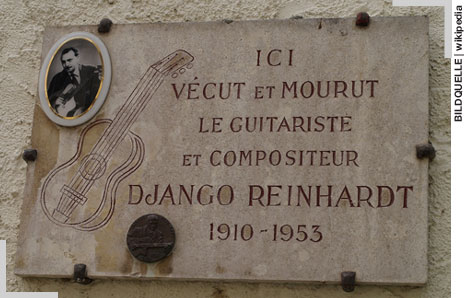 ICI
VÉCUT ET MOURUT
LE GUITARISTE
ET COMPOSITEUR
DJANGO REINHARDT
1910-1953
BILDQUELLE | wikipedia